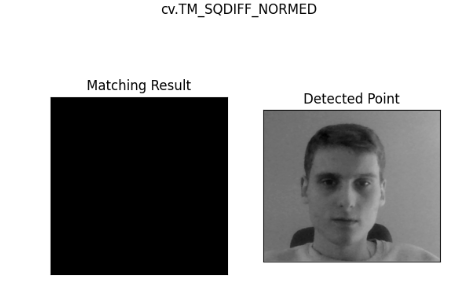 cv.TM_SQDIFF_NORMED
Matching Result
Detected Point